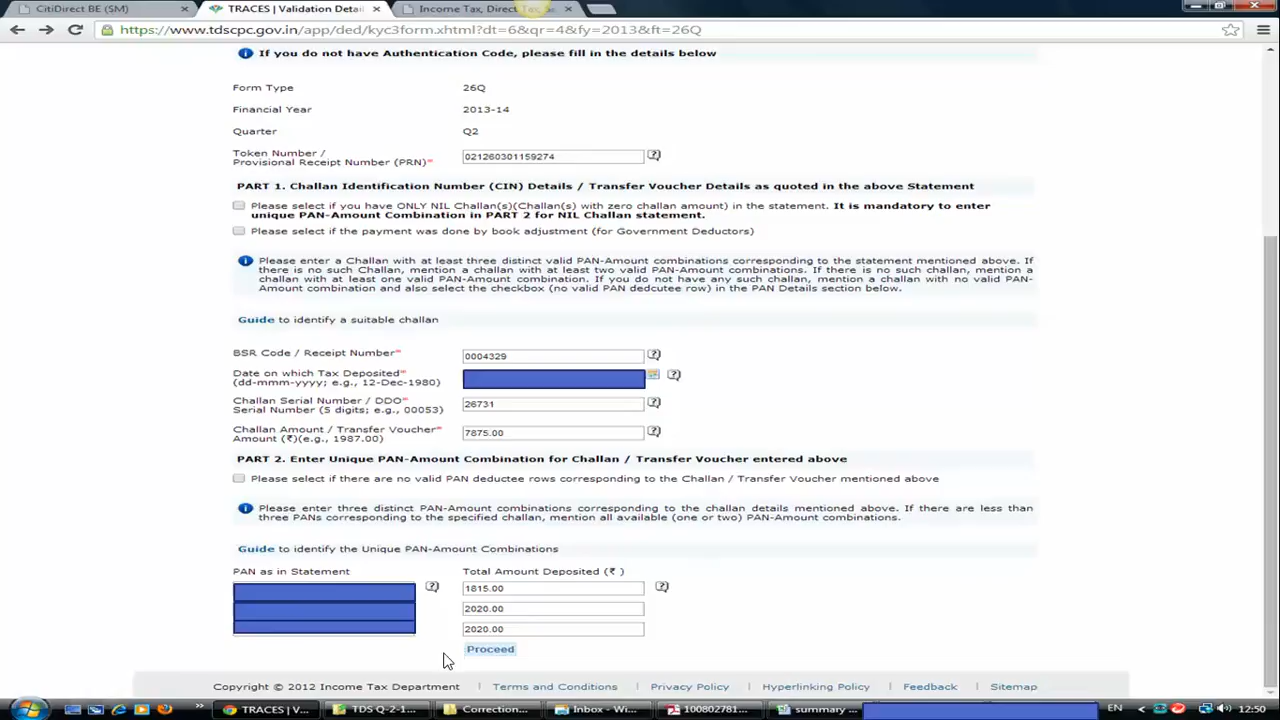 CitiDirect BE (SM)
TRACES | Validation Detai
Income Tax, Direct Tax, S
https://www.tdscpc.gov.in/app/ded/kyc3form.xhtml?dt=6&qr=4&fy=2013&ft=26Q
If you do not have Authentication Code, please fill in the details below
Form Type 26Q
Financial Year 2013-14
Quarter Q2
Token Number /
Provisional Receipt Number (PRN)* 021260301159274
PART 1. Challan Identification Number (CIN) Details / Transfer Voucher Details as quoted in the above Statement
Please select if you have ONLY NIL Challan(s)(Challan(s) with zero challan amount) in the statement. It is mandatory to enter
unique PAN-Amount Combination in PART 2 for NIL Challan statement.
Please select if the payment was done by book adjustment (for Government Deductors)
Please enter a Challan with at least three distinct valid PAN-Amount combinations corresponding to the statement mentioned above. If
there is no such Challan, mention a challan with at least two valid PAN-Amount combinations. If there is no such challan, mention a
challan with at least one valid PAN-Amount combination. If you do not have any such challan, mention a challan with no valid PAN-
Amount combination and also select the checkbox (no valid PAN dedcutee row) in the PAN Details section below.
Guide to identify a suitable challan
BSR Code / Receipt Number* 0004329
Date on which Tax Deposited*
(dd-mmm-yyyy; e.g., 12-Dec-1980)
Challan Serial Number / DDO*
Serial Number (5 digits; e.g., 00053) 26731
Challan Amount / Transfer Voucher*
Amount (₹)(e.g., 1987.00) 7875.00
PART 2. Enter Unique PAN-Amount Combination for Challan / Transfer Voucher entered above
Please select if there are no valid PAN deductee rows corresponding to the Challan / Transfer Voucher mentioned above
Please enter three distinct PAN-Amount combinations corresponding to the challan details mentioned above. If there are less than
three PANs corresponding to the specified challan, mention all available (one or two) PAN-Amount combinations.
Guide to identify the Unique PAN-Amount Combinations
PAN as in Statement Total Amount Deposited (₹ )
1815.00
2020.00
2020.00
Proceed
Copyright © 2012 Income Tax Department Terms and Conditions Privacy Policy Hyperlinking Policy Feedback Sitemap
TRACES | V... TDS Q-2-1... Correction... Inbox - Wi... 100802781... summary ... EN 12:50